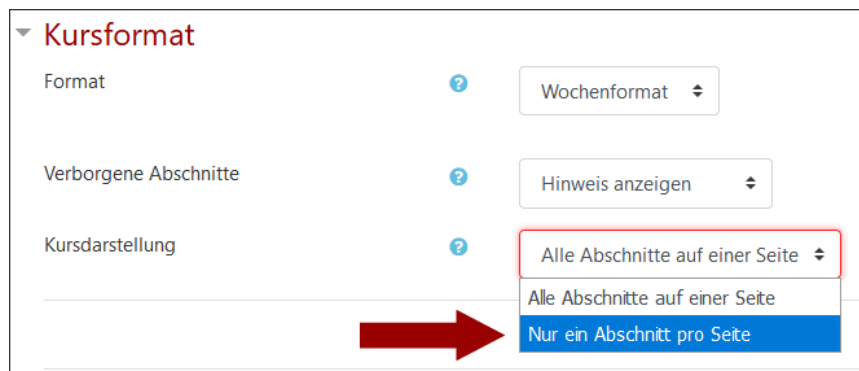 Kursformat
Format
Wochenformat
Verborgene Abschnitte
Hinweis anzeigen
Kursdarstellung
Alle Abschnitte auf einer Seite
Alle Abschnitte auf einer Seite
Nur ein Abschnitt pro Seite